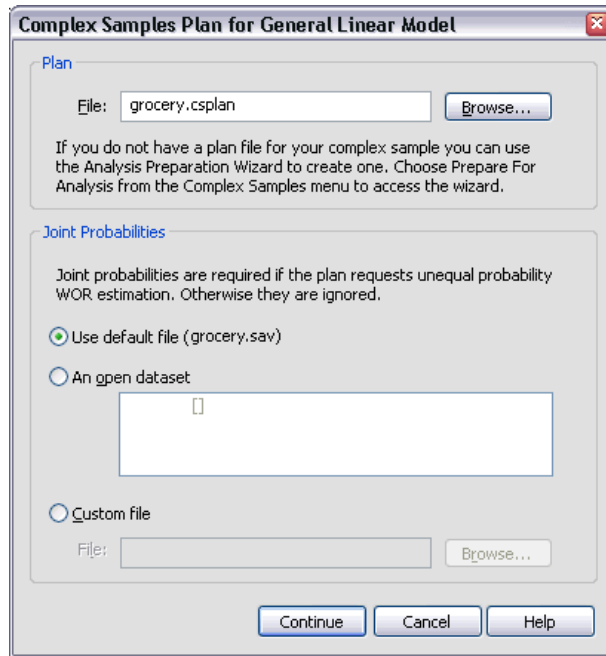 Complex Samples Plan for General Linear Model
Plan
File: grocery.csplan Browse...
If you do not have a plan file for your complex sample you can use
the Analysis Preparation Wizard to create one. Choose Prepare For
Analysis from the Complex Samples menu to access the wizard.
Joint Probabilities
Joint probabilities are required if the plan requests unequal probability
WOR estimation. Otherwise they are ignored.
Use default file (grocery.sav)
An open dataset
[]
Custom file
File: Browse...
Continue Cancel Help